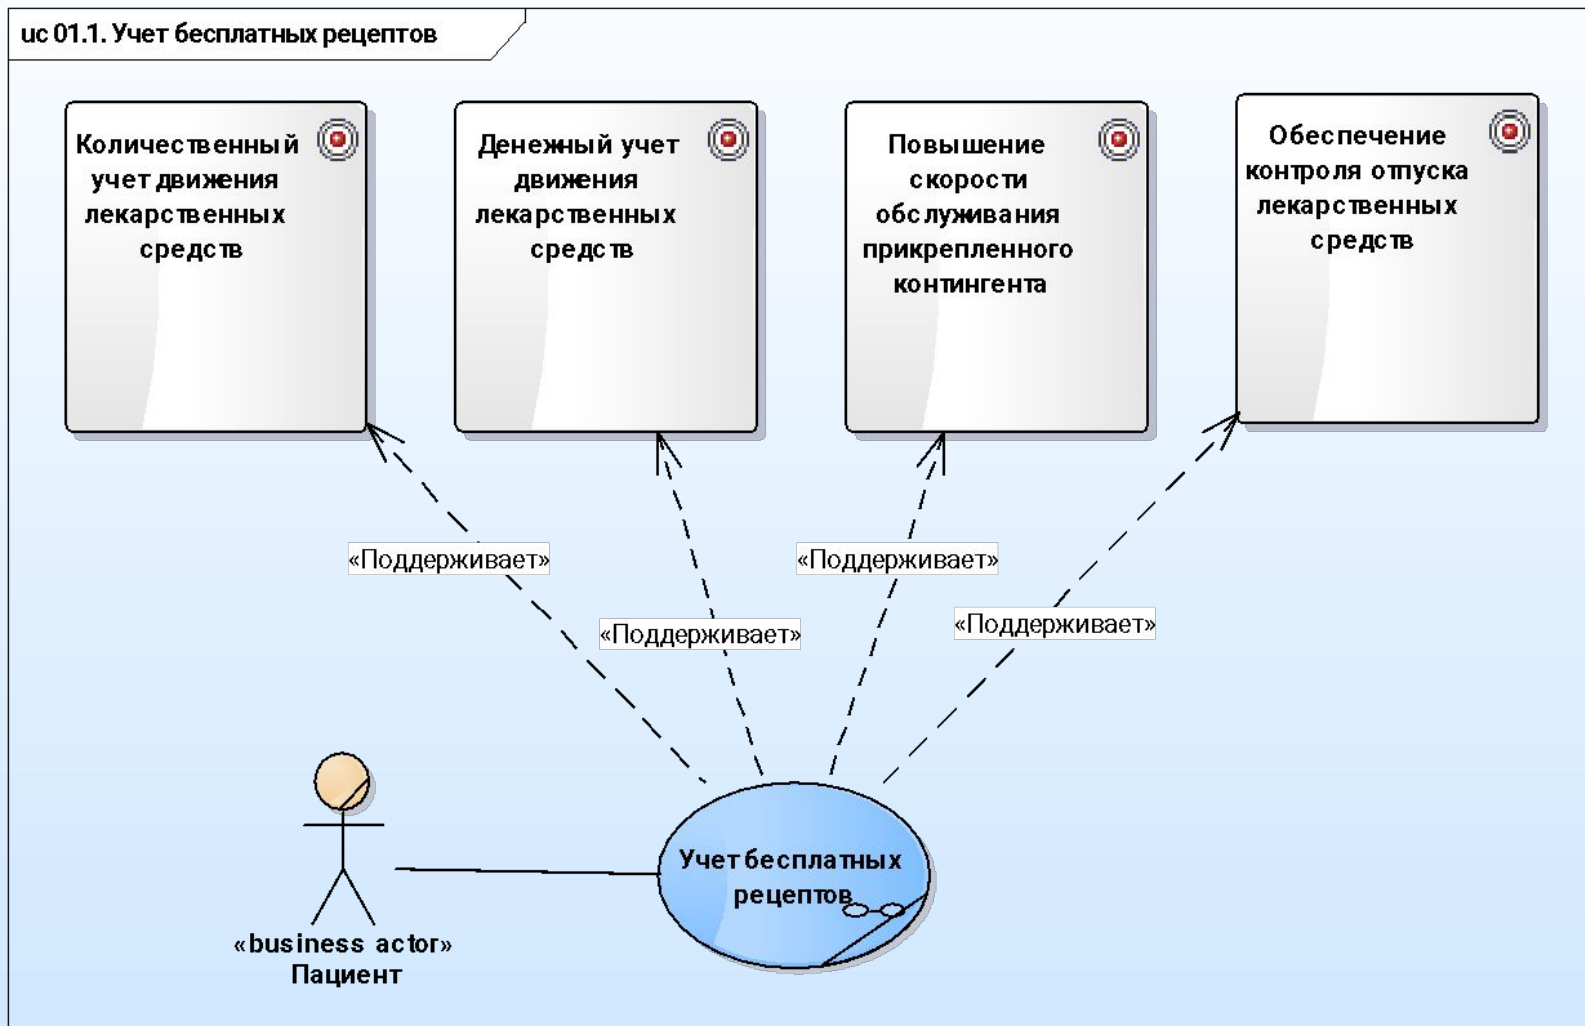 uc 01.1. Учет бесплатных рецептов
Количественный
учет движения
лекарственных
средств
Денежный учет
движения
лекарственных
средств
Повышение
скорости
обслуживания
прикрепленного
контингента
Обеспечение
контроля отпуска
лекарственных
средств
«Поддерживает»
«Поддерживает»
«Поддерживает»
«Поддерживает»
Учет бесплатных
рецептов
«business actor»
Пациент